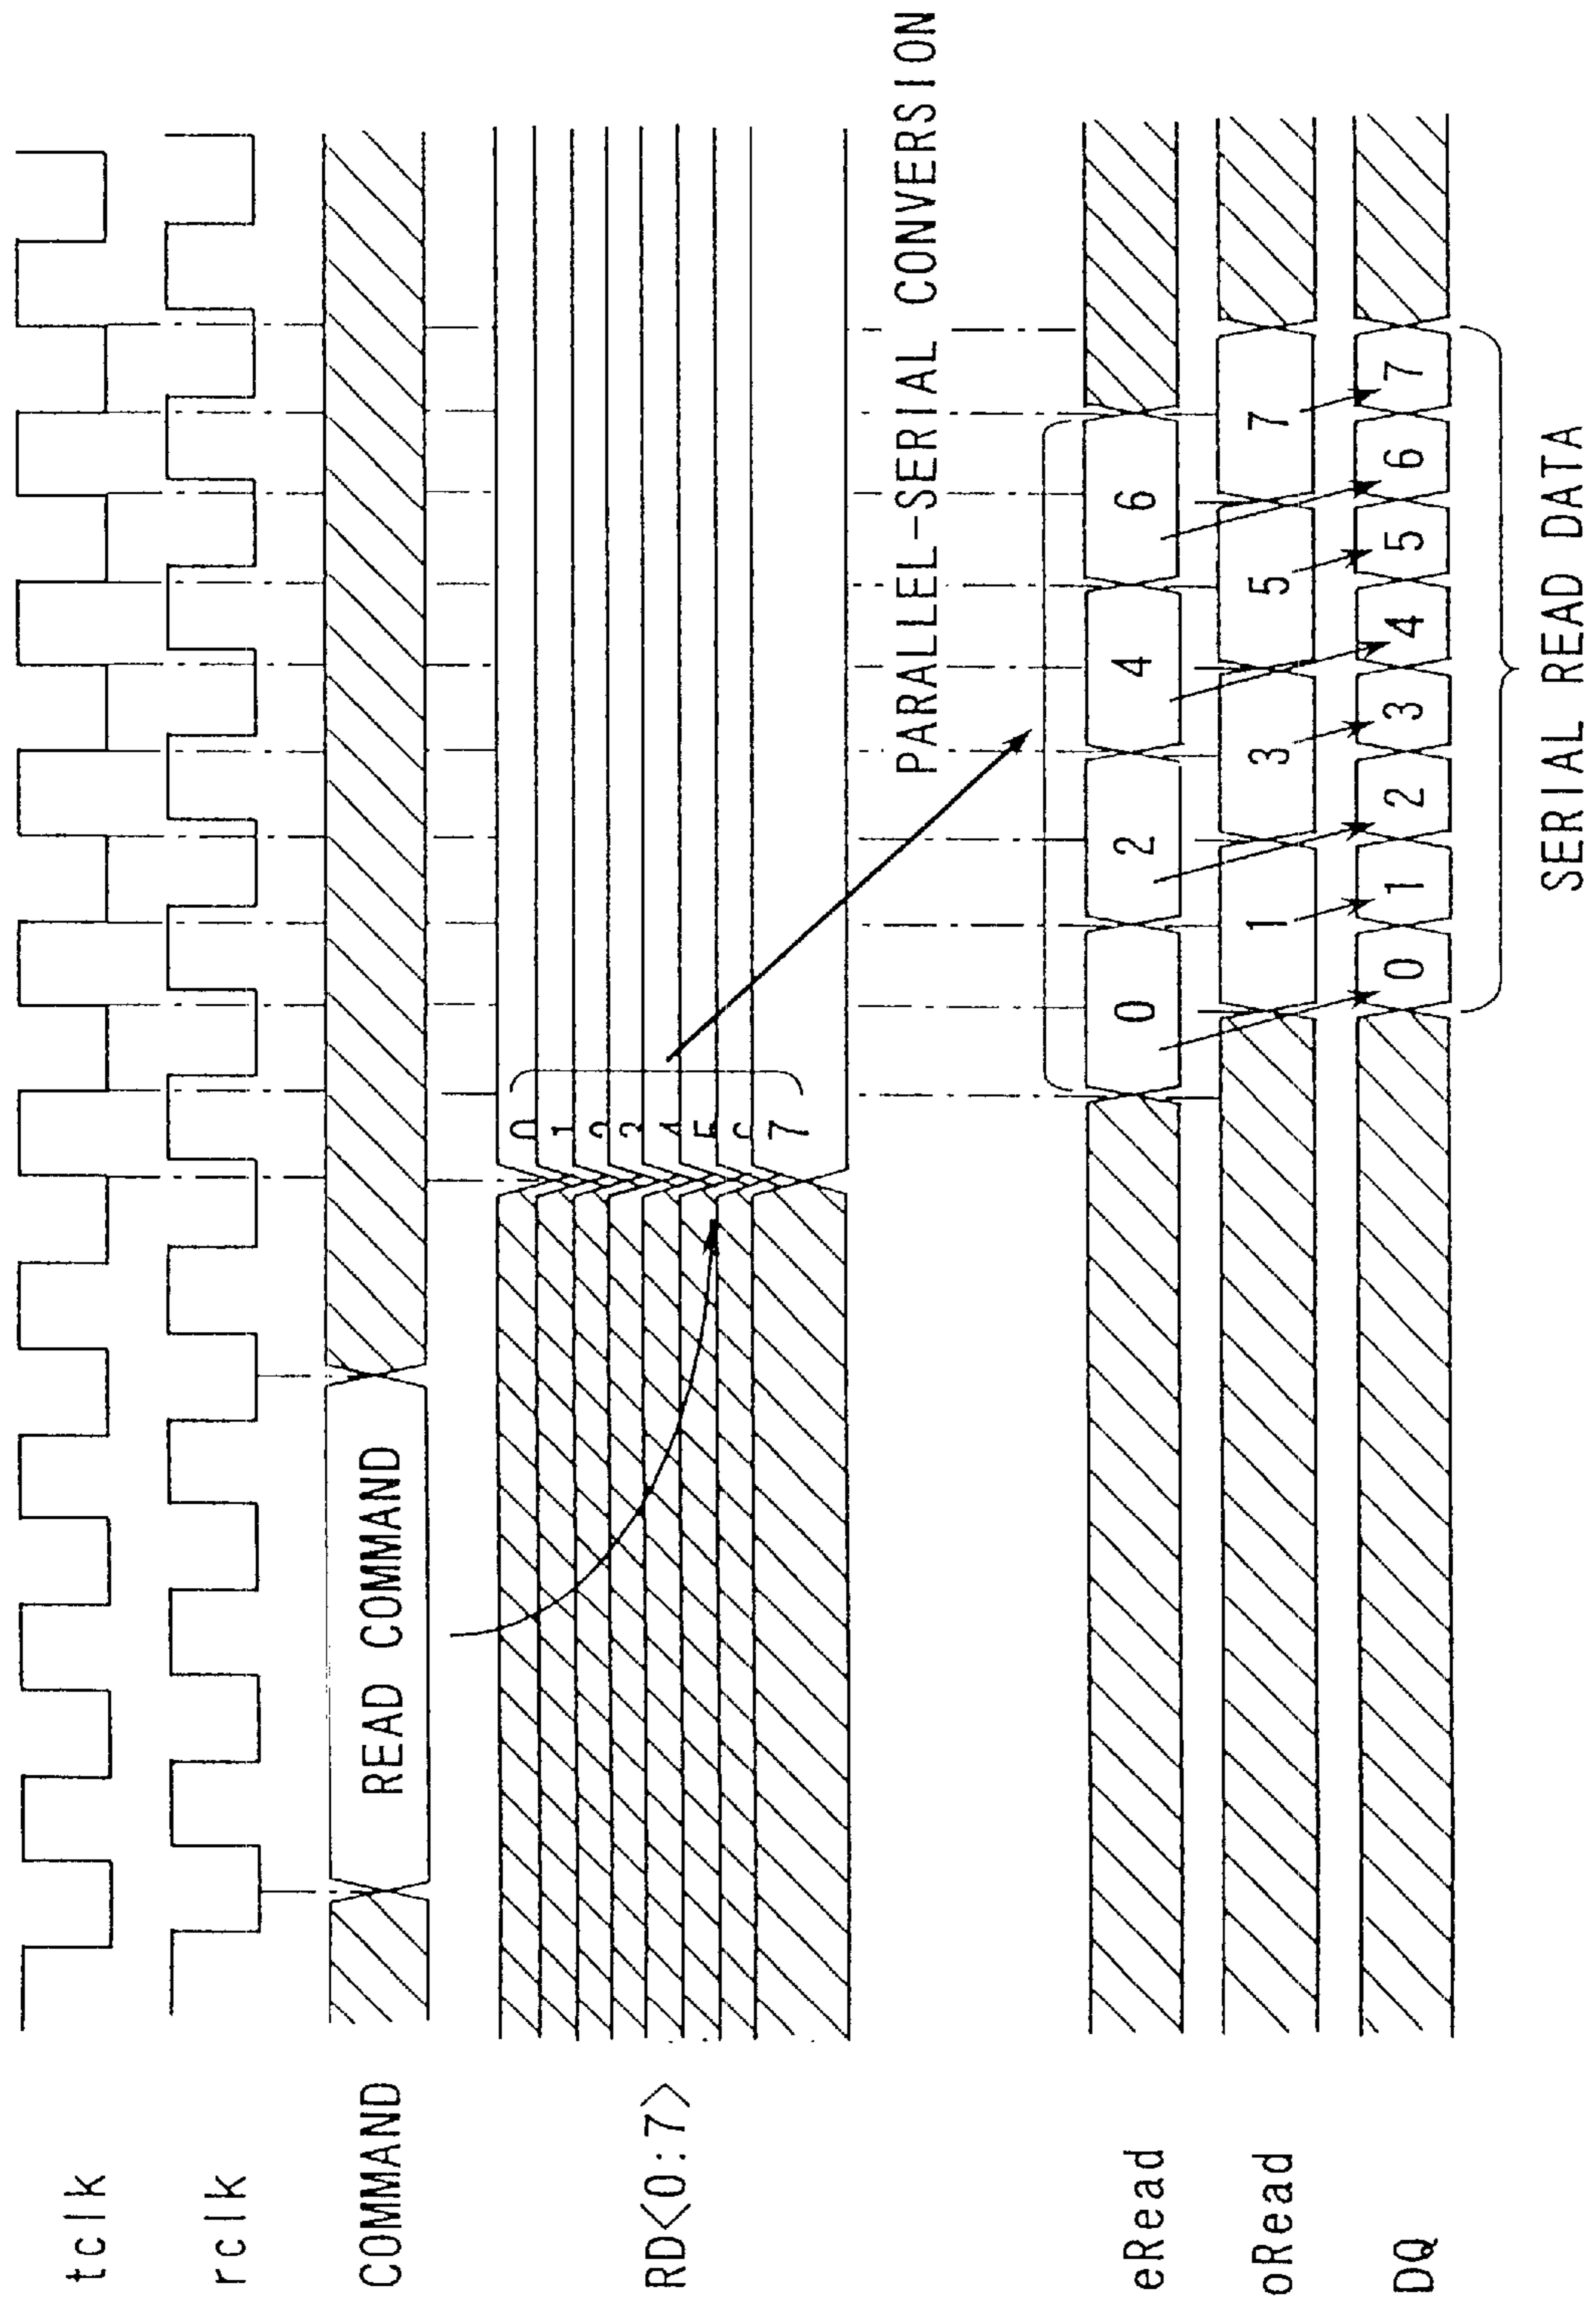 tclk
rclk
COMMAND
READ COMMAND
RD<0:7>
0
1
2
3
4
5
6
7
PARALLEL-SERIAL CONVERSION
eRead
0
2
4
6
oRead
1
3
5
7
DQ
0
1
2
3
4
5
6
7
SERIAL READ DATA